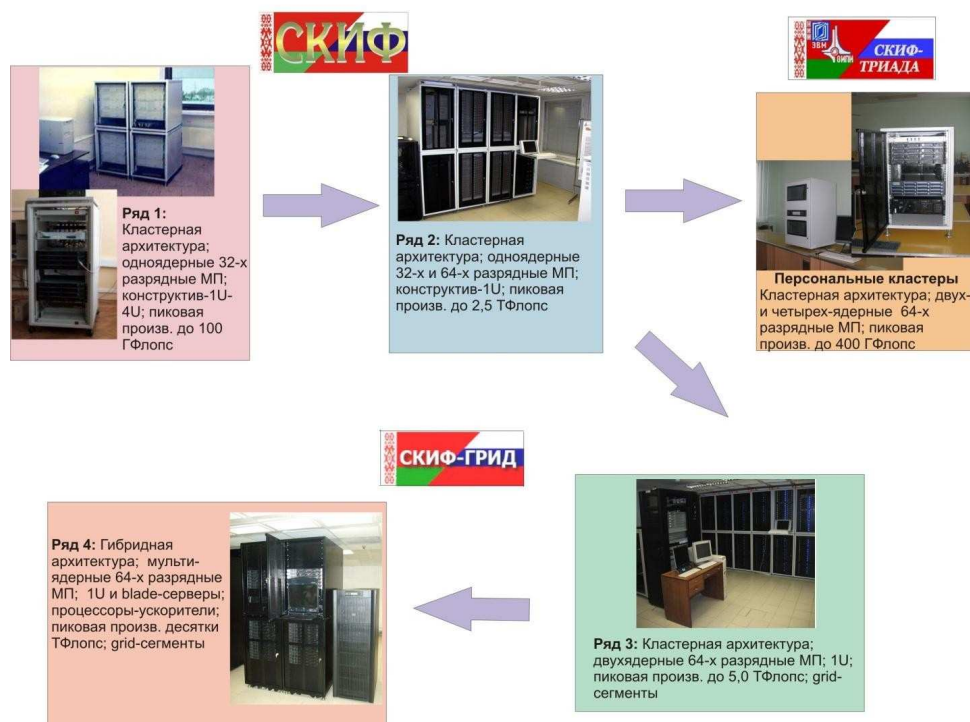 СКИФ
ЭВМ
ОИПИ
СКИФ-
ТРИАДА
Ряд 1:
Кластерная
архитектура;
одноядерные 32-х
разрядные МП;
конструктив-1U-
4U; пиковая
произв. до 100
ГФлопс
Ряд 2: Кластерная
архитектура; одноядерные
32-х и 64-х разрядные МП;
конструктив-1U; пиковая
произв. до 2,5 ТФлопс
Персональные кластеры
Кластерная архитектура; двух-
и четырех-ядерные 64-х
разрядные МП; пиковая
произв. до 400 ГФлопс
СКИФ-ГРИД
Ряд 4: Гибридная
архитектура; мульти-
ядерные 64-х разрядные
МП; 1U и blade-серверы;
процессоры-ускорители;
пиковая произв. десятки
ТФлопс; grid-сегменты
Ряд 3: Кластерная архитектура;
двухядерные 64-х разрядные МП; 1U;
пиковая произв. до 5,0 ТФлопс; grid-
сегменты